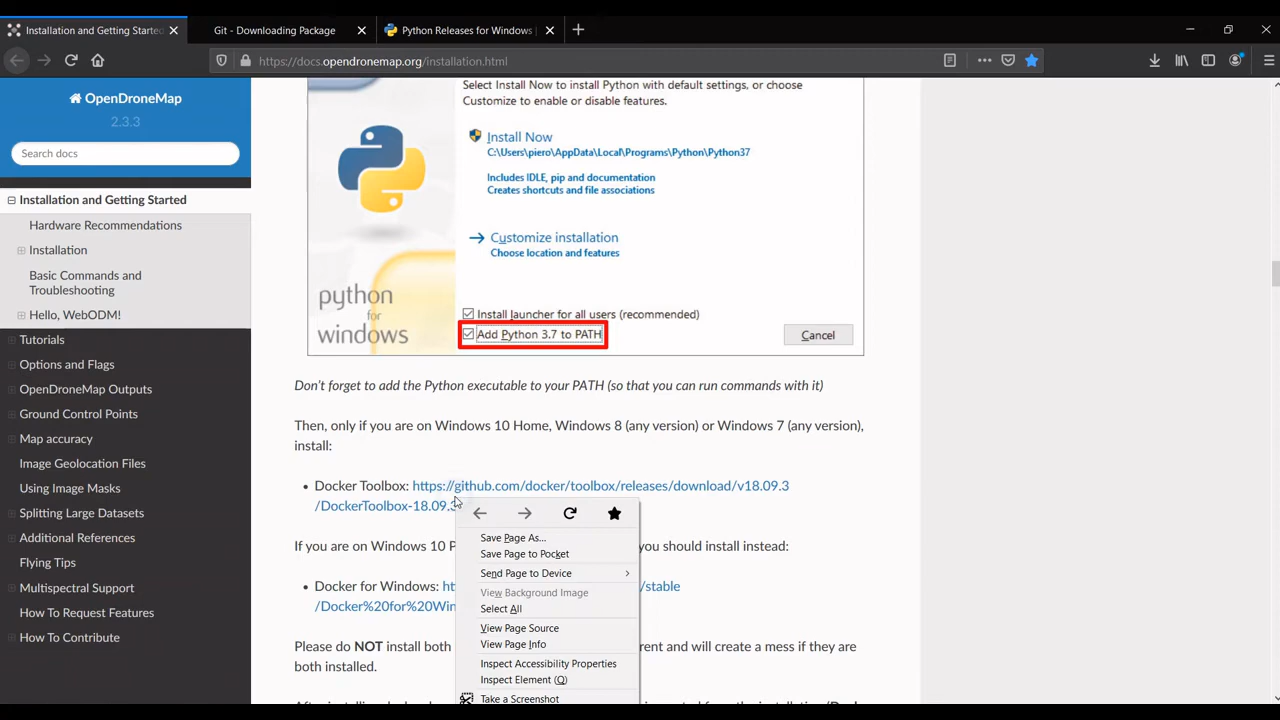 Installation and Getting Started
Git - Downloading Package
Python Releases for Windows
https://docs.opendronemap.org/installation.html
OpenDroneMap
2.3.3
Search docs
Installation and Getting Started
Hardware Recommendations
Installation
Basic Commands and
Troubleshooting
Hello, WebODM!
Tutorials
Options and Flags
OpenDroneMap Outputs
Ground Control Points
Map accuracy
Image Geolocation Files
Using Image Masks
Splitting Large Datasets
Additional References
Flying Tips
Multispectral Support
How To Request Features
How To Contribute
Select Install Now to install Python with default settings, or choose
Customize to enable or disable features.
Install Now
C:\Users\piero\AppData\Local\Programs\Python\Python37
Includes IDLE, pip and documentation
Creates shortcuts and file associations
Customize installation
Choose location and features
python
for
windows
Install launcher for all users (recommended)
Add Python 3.7 to PATH
Cancel
Don't forget to add the Python executable to your PATH (so that you can run commands with it)
Then, only if you are on Windows 10 Home, Windows 8 (any version) or Windows 7 (any version),
install:
Docker Toolbox: https://github.com/docker/toolbox/releases/download/v18.09.3
/DockerToolbox-18.09.3
If you are on Windows 10 P you should install instead:
Docker for Windows: ht /stable
/Docker%20for%20Win
Please do NOT install both rent and will create a mess if they are
both installed.
Save Page As...
Save Page to Pocket
Send Page to Device
View Background Image
Select All
View Page Source
View Page Info
Inspect Accessibility Properties
Inspect Element (Q)
Take a Screenshot